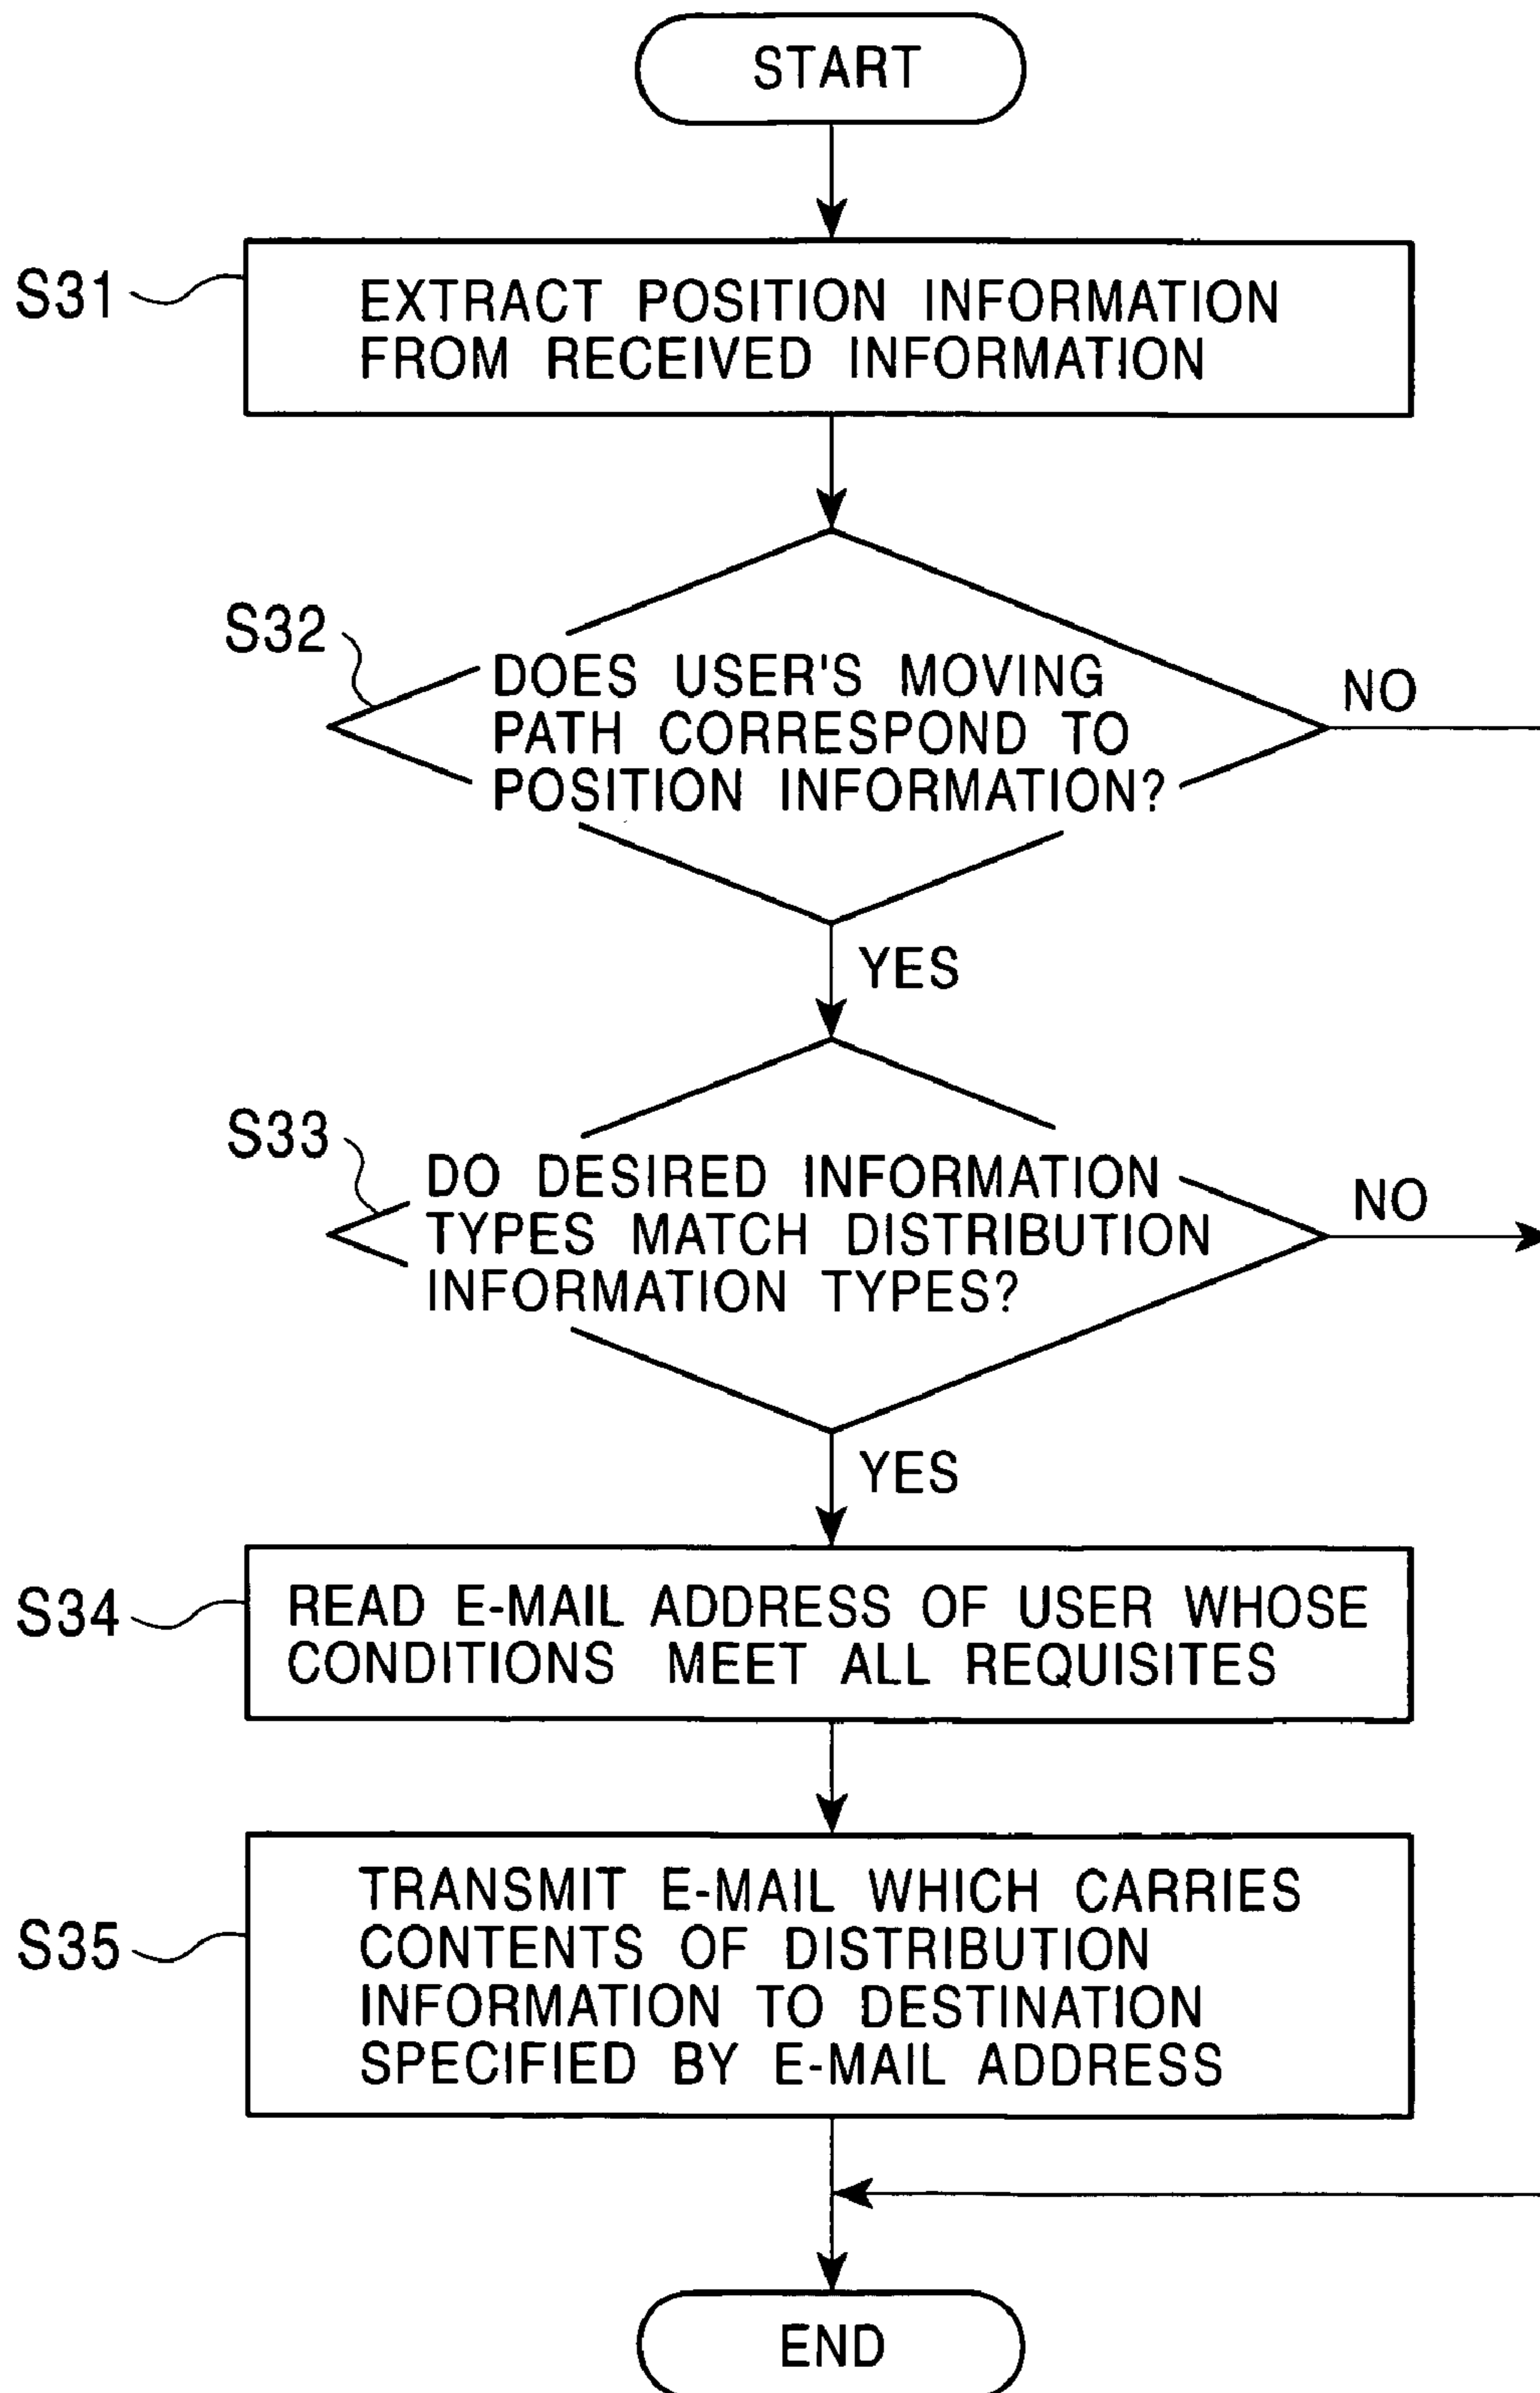 START
S31
EXTRACT POSITION INFORMATION
FROM RECEIVED INFORMATION
S32
DOES USER'S MOVING
PATH CORRESPOND TO
POSITION INFORMATION?
NO
YES
S33
DO DESIRED INFORMATION
TYPES MATCH DISTRIBUTION
INFORMATION TYPES?
NO
YES
S34
READ E-MAIL ADDRESS OF USER WHOSE
CONDITIONS MEET ALL REQUISITES
S35
TRANSMIT E-MAIL WHICH CARRIES
CONTENTS OF DISTRIBUTION
INFORMATION TO DESTINATION
SPECIFIED BY E-MAIL ADDRESS
END